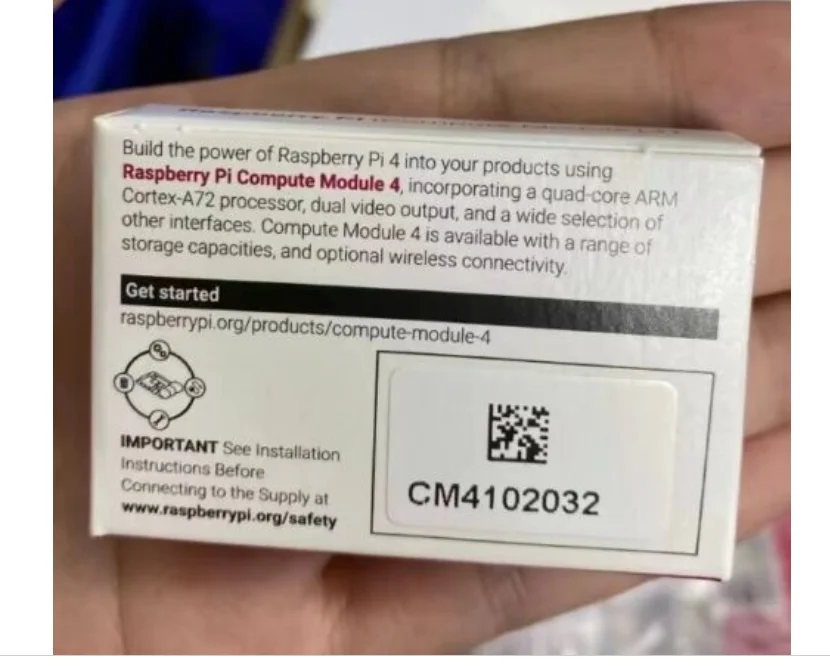 Build the power of Raspberry Pi 4 into your products using
Raspberry Pi Compute Module 4, incorporating a quad-core ARM
Cortex-A72 processor, dual video output, and a wide selection of
other interfaces. Compute Module 4 is available with a range of
storage capacities, and optional wireless connectivity.
Get started
raspberrypi.org/products/compute-module-4
IMPORTANT See Installation
Instructions Before
Connecting to the Supply at
www.raspberrypi.org/safety
CM4102032